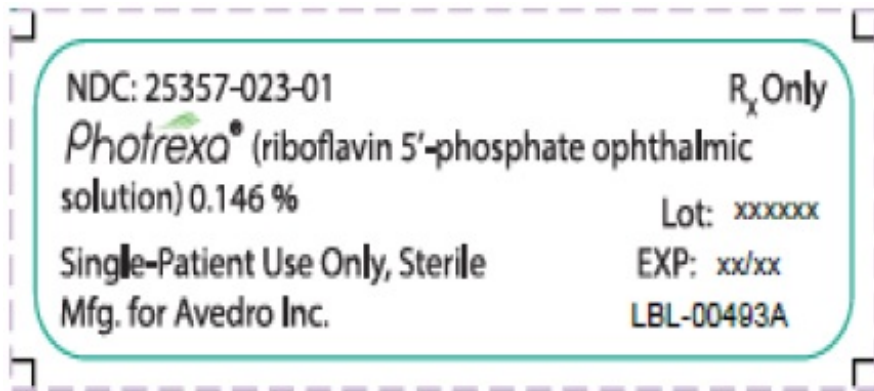 NDC: 25357-023-01 Rx Only
Photrexa® (riboflavin 5'-phosphate ophthalmic
solution) 0.146 %
Lot: xxxxxx
Single-Patient Use Only, Sterile EXP: xx/xx
Mfg. for Avedro Inc. LBL-00493A